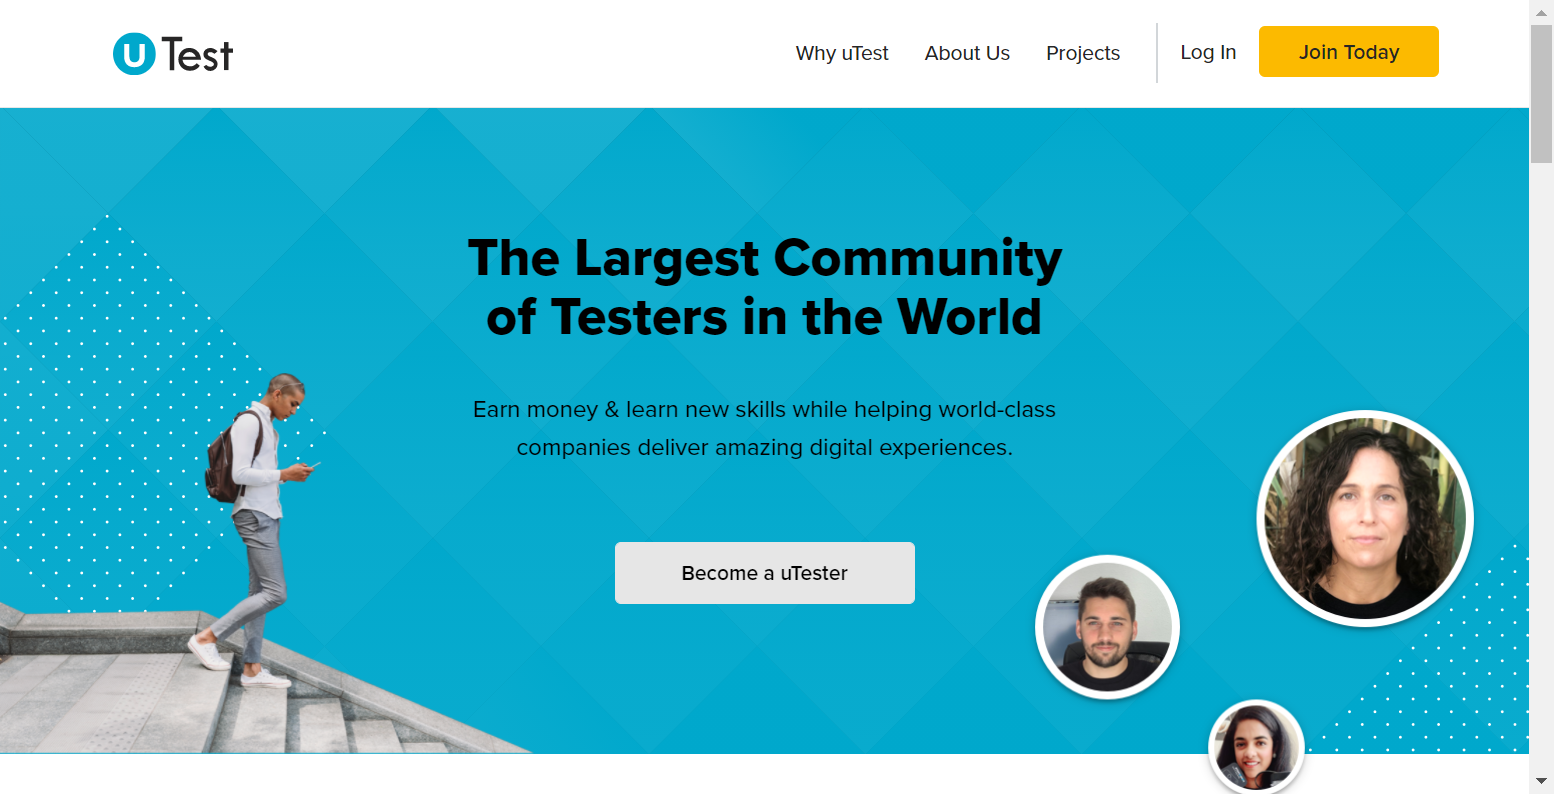 uTest
Why uTest
About Us
Projects
Log In
Join Today
The Largest Community
of Testers in the World
Earn money & learn new skills while helping world-class
companies deliver amazing digital experiences.
Become a uTester